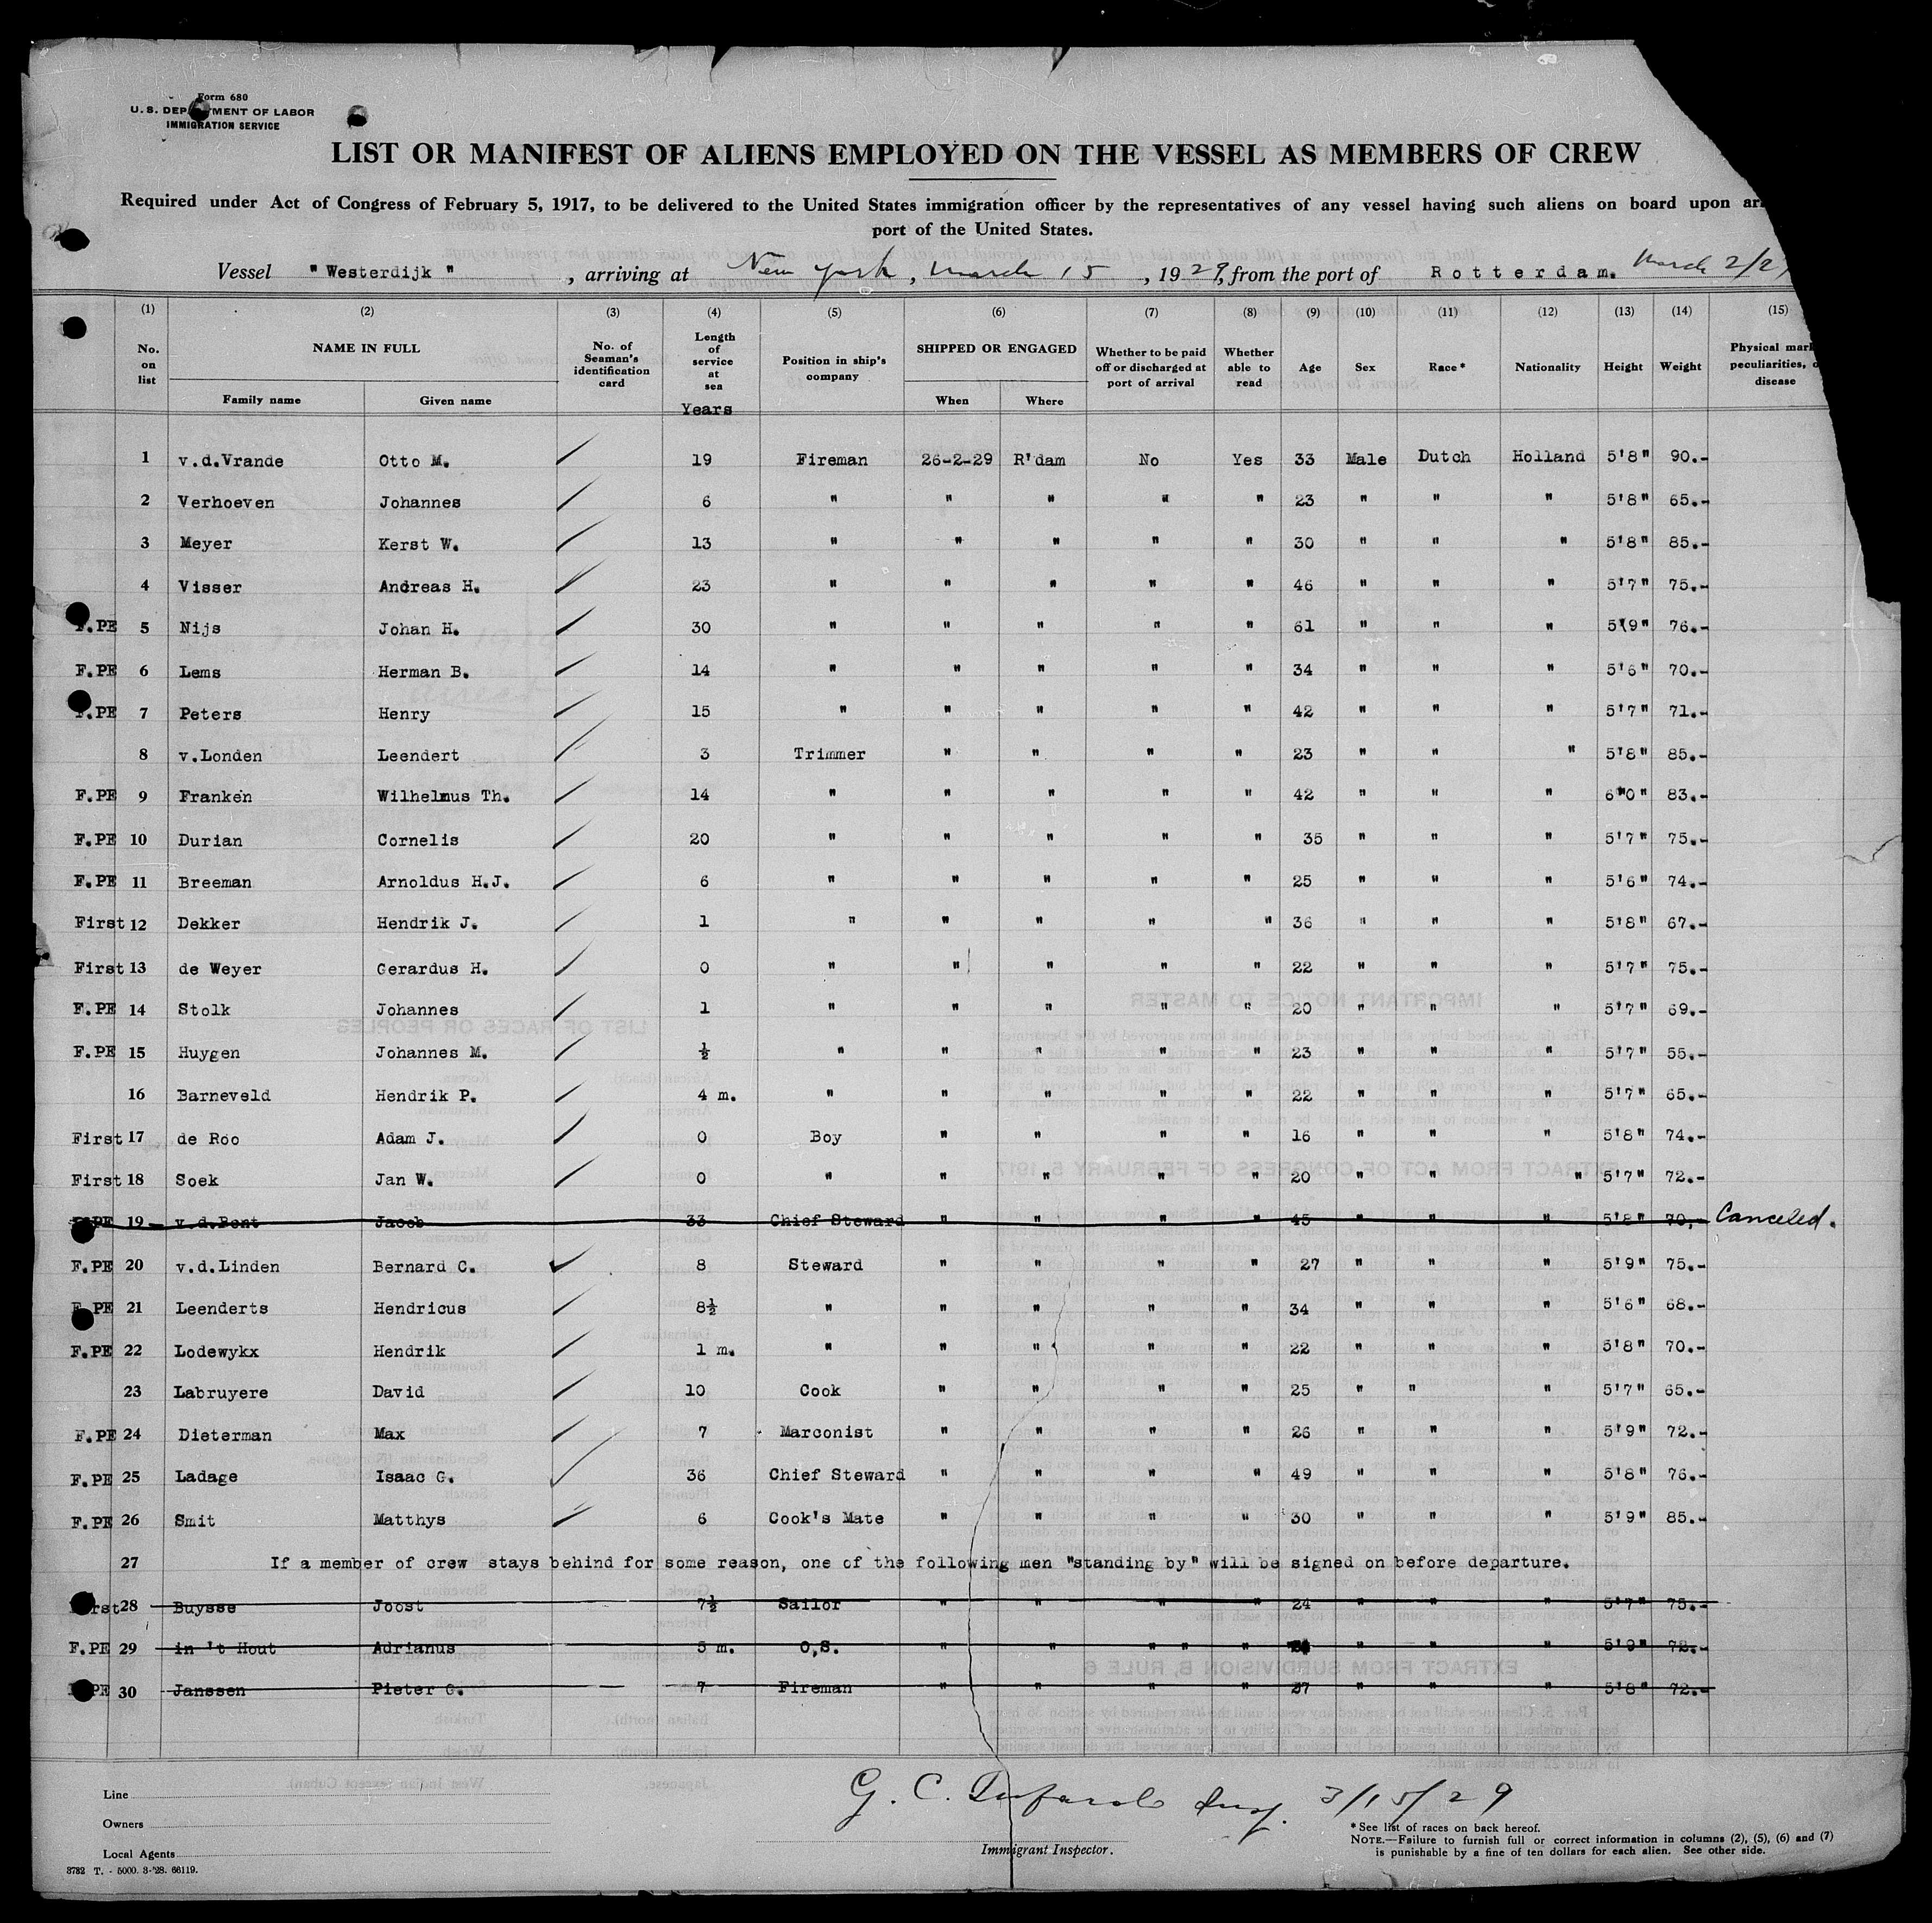 Form 680
U. S. DEPARTMENT OF LABOR
IMMIGRATION SERVICE
LIST OR MANIFEST OF ALIENS EMPLOYED ON THE VESSEL AS MEMBERS OF CREW
Required under Act of Congress of February 5, 1917, to be delivered to the United States immigration officer by the representatives of any vessel having such aliens on board upon
port of the United States.
Vessel "Westerdijk", arriving at New York, March 15, 1929, from the port of Rotterdam. March 2/29
(1) (2) (3) (4) (5) (6) (7) (8) (9) (10) (11) (12) (13) (14) (15)
No. on list NAME IN FULL Family name Given name No. of Seaman's identification card Length of service at sea Years Position in ship's company SHIPPED OR ENGAGED When Where Whether to be paid off or discharged at port of arrival Whether able to read Age Sex Race* Nationality Height Weight Physical peculiarities, disease
1 v.d.Vrande Otto M. 19 Fireman 26-2-29 R'dam No Yes 33 Male Dutch Holland 5'8" 90.-
2 Verhoeven Johannes 6 " " " " " 23 " " " 5'8" 65.-
3 Meyer Kerst W. 13 " " " " " 30 " " " 5'8" 85.-
4 Visser Andreas H. 23 " " " " " 46 " " " 5'7" 75.-
F.PE 5 Nijs Johan H. 30 " " " " " 61 " " " 5'9" 76.-
F.PE 6 Lems Herman B. 14 " " " " " 34 " " " 5'6" 70.-
F.PE 7 Peters Henry 15 " " " " " 42 " " " 5'7" 71.-
8 v.Londen Leendert 3 Trimmer " " " " 23 " " " 5'8" 85.-
F.PE 9 Franken Wilhelmus Th. 14 " " " " " 42 " " " 6"0" 83.-
F.PE 10 Durian Cornelis 20 " " " " " 35 " " " 5'7" 75.-
F.PE 11 Breeman Arnoldus H.J. 6 " " " " " 25 " " " 5'6" 74.-
First 12 Dekker Hendrik J. 1 " " " " " 36 " " " 5'8" 67.-
First 13 de Weyer Gerardus H. 0 " " " " " 22 " " " 5'7" 75.-
F.PE 14 Stolk Johannes 1 " " " " " 20 " " " 5'7" 69.-
F.PE 15 Huygen Johannes M. ½ " " " " " 23 " " " 5'7" 55.-
16 Barneveld Hendrik P. 4 m. " " " " " 22 " " " 5'7" 65.-
First 17 de Roo Adam J. 0 Boy " " " " 16 " " " 5'8" 74.-
First 18 Soek Jan W. 0 " " " " " 20 " " " 5'7" 72.-
F.PE 19 v.d.Bent Jacob 33 Chief Steward " " " " 45 " " " 5'8" 70.- Canceled.
F.PE 20 v.d.Linden Bernard C. 8 Steward " " " " 27 " " " 5'9" 75.-
F.PE 21 Leenderts Hendricus 8½ " " " " " 34 " " " 5'6" 68.-
F.PE 22 Lodewykx Hendrik 1 m. " " " " " 22 " " " 5'8" 70.-
23 Labruyere David 10 Cook " " " " 25 " " " 5'7" 65.-
F.PE 24 Dieterman Max 7 Marconist " " " " 26 " " " 5'9" 72.-
F.PE 25 Ladage Isaac G. 36 Chief Steward " " " " 49 " " " 5'8" 76.-
F.PE 26 Smit Matthys 6 Cook's Mate " " " " 30 " " " 5'9" 85.-
27 If a member of crew stays behind for some reason, one of the following men "standing by" will be signed on before departure.
First 28 Buysse Joost 7½ Sailor " " " " 24 " " " 5'7" 75.-
F.PE 29 in 't Hout Adrianus 5 m. O,S. " " " " " " " " 5'9" 72.-
F.PE 30 Janssen Pieter G. 7 Fireman " " " " 27 " " " 5'8" 72.-
Line
Owners
Local Agents
3732 T. - 5000. 3-'28. 66119.
G. C. Insp. 3/15/29
Immigrant Inspector.
* See list of races on back hereof.
NOTE.—Failure to furnish full or correct information in columns (2), (5), (6) and (7)
is punishable by a fine of ten dollars for each alien. See other side.